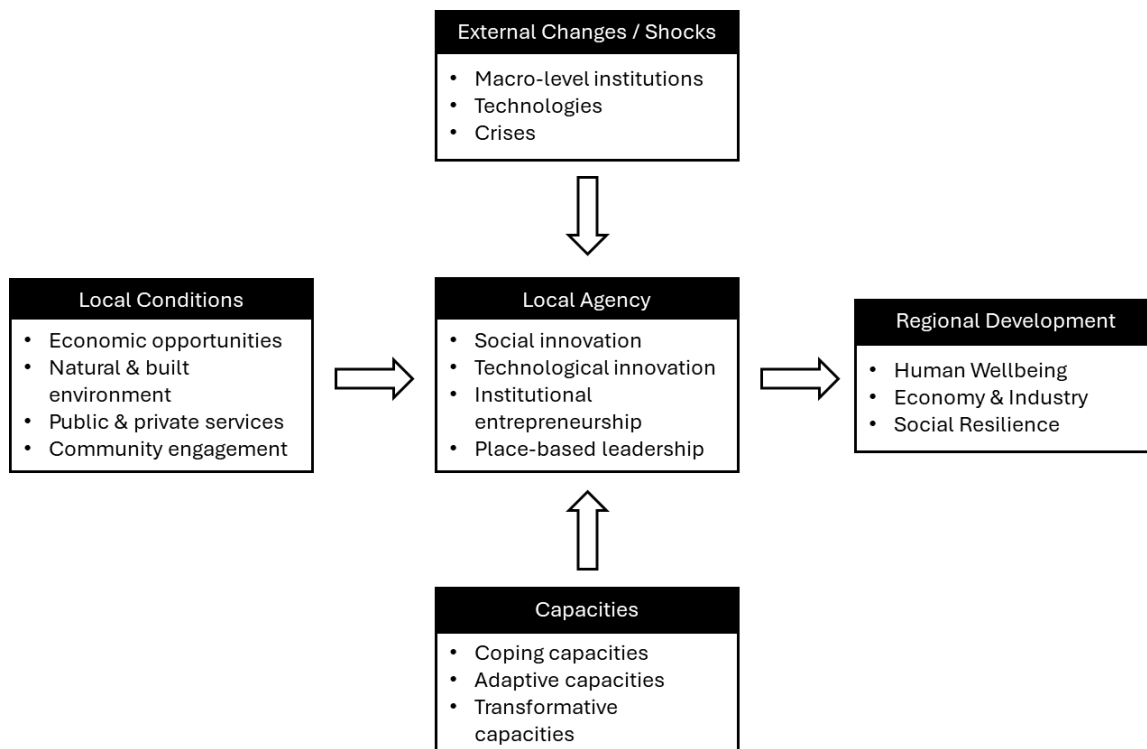 External Changes / Shocks
• Macro-level institutions
• Technologies
• Crises
Local Conditions
• Economic opportunities
• Natural & built
environment
• Public & private services
• Community engagement
Local Agency
• Social innovation
• Technological innovation
• Institutional
entrepreneurship
• Place-based leadership
Regional Development
• Human Wellbeing
• Economy & Industry
• Social Resilience
Capacities
• Coping capacities
• Adaptive capacities
• Transformative
capacities